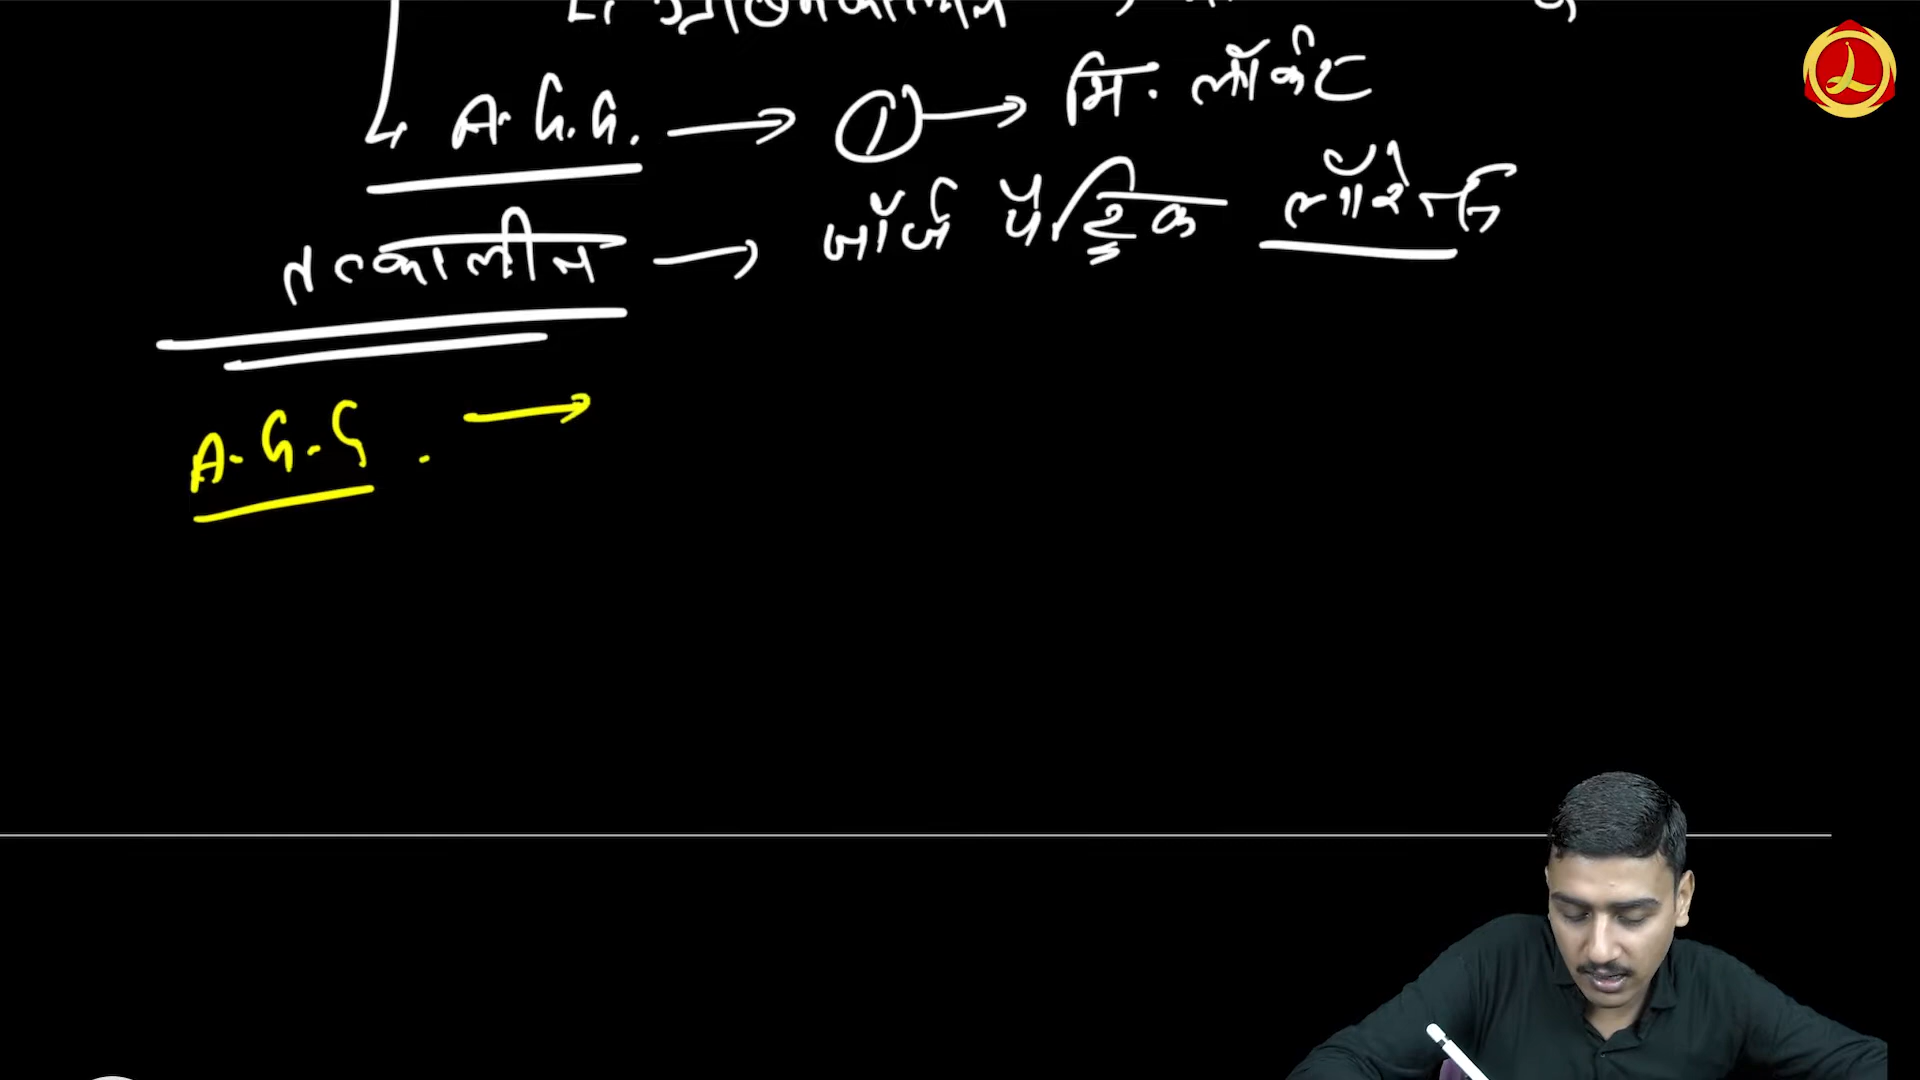 A.G.G. → ① → मि. लॉकेट
तत्कालीन → जॉर्ज पैट्रिक लॉरेन्स
A.G.G. →